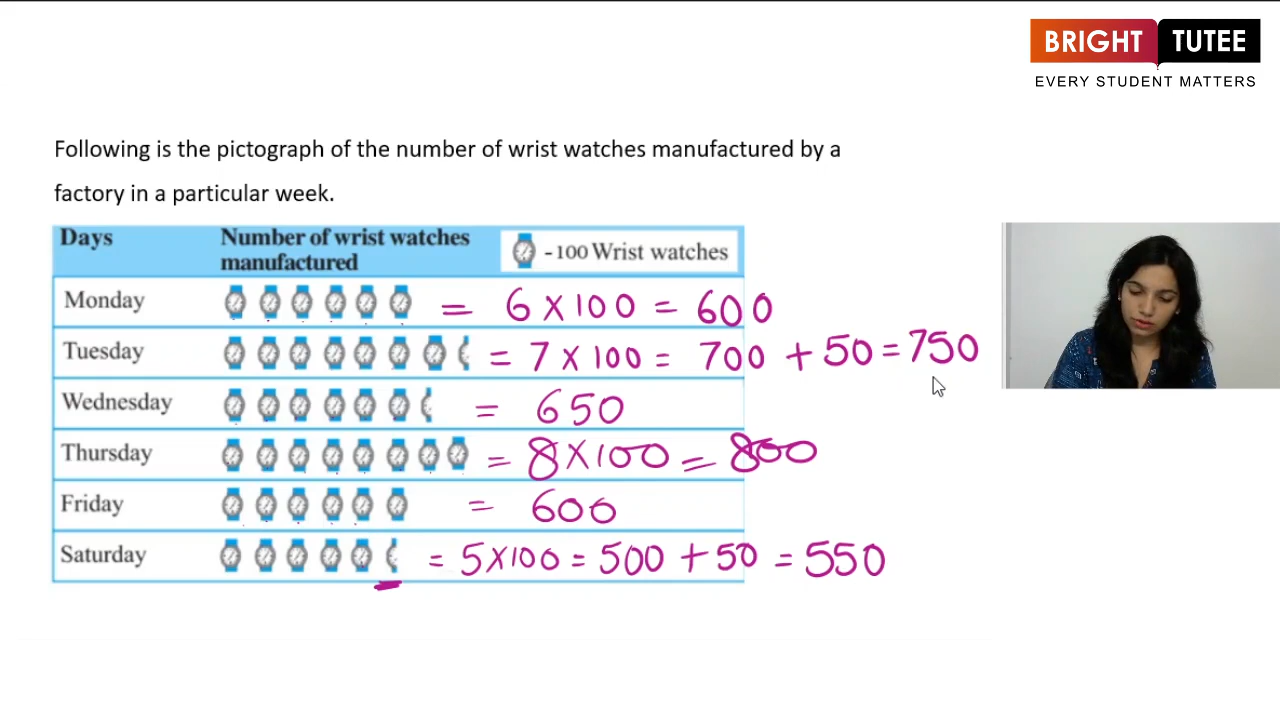 BRIGHT TUTEE
EVERY STUDENT MATTERS
Following is the pictograph of the number of wrist watches manufactured by a
factory in a particular week.
Days Number of wrist watches manufactured - 100 Wrist watches
Monday = 6 × 100 = 600
Tuesday = 7 × 100 = 700 + 50 = 750
Wednesday = 650
Thursday = 8 × 100 = 800
Friday = 600
Saturday = 5 × 100 = 500 + 50 = 550